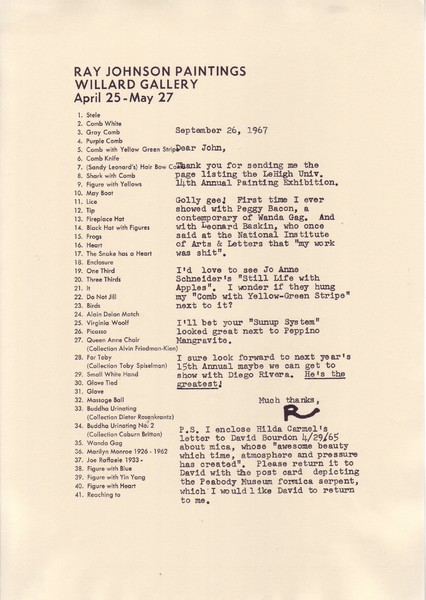 RAY JOHNSON PAINTINGS
WILLARD GALLERY
April 25-May 27
1. Stele
2. Comb White
3. Gray Comb
4. Purple Comb
5. Comb with Yellow Green Strip
6. Comb Knife
7. (Sandy Leonard's) Hair Bow Co
8. Shark with Comb
9. Figure with Yellows
10. May Boat
11. Lice
12. Tip
13. Fireplace Hat
14. Black Hat with Figures
15. Frogs
16. Heart
17. The Snake has a Heart
18. Enclosure
19. One Third
20. Three Thirds
21. It
22. Do Not Jill
23. Birds
24. Alain Delon Match
25. Virginia Woolf
26. Picasso
27. Queen Anne Chair
(Collection Alvin Friedman-Kien)
28. For Toby
(Collection Toby Spiselman)
29. Small White Hand
30. Glove Tied
31. Glove
32. Massage Ball
33. Buddha Urinating
(Collection Dieter Rosenkrantz)
34. Buddha Urinating No. 2
(Collection Coburn Britton)
35. Wanda Gag
36. Marilyn Monroe 1926 - 1962
37. Joe Raffaele 1933 -
38. Figure with Blue
39. Figure with Yin Yang
40. Figure with Heart
41. Reaching to
September 26, 1967
Dear John,
Thank you for sending me the
page listing the LeHigh Univ.
14th Annual Painting Exhibition.
Golly gee! First time I ever
showed with Peggy Bacon, a
contemporary of Wanda Gag. And
with Leonard Baskin, who once
said at the National Institute
of Arts & Letters that "my work
was shit".
I'd love to see Jo Anne
Schneider's "Still Life with
Apples". I wonder if they hung
my "Comb with Yellow-Green Stripe"
next to it?
I'll bet your "Sunup System"
looked great next to Peppino
Mangravite.
I sure look forward to next year's
15th Annual maybe we can get to
show with Diego Rivera. He's the
greatest!
Much thanks,
R
P.S. I enclose Hilda Carmel's
letter to David Bourdon 4/29/65
about mica, whose "awesome beauty
which time, atmosphere and pressure
has created". Please return it to
David with the post card depicting
the Peabody Museum formica serpent,
which I would like David to return
to me.